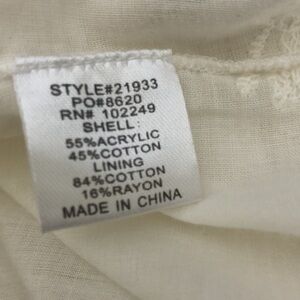 STYLE#21933
PO#8620
RN# 102249
SHELL:
55%ACRYLIC
45%COTTON
LINING
84%COTTON
16%RAYON
MADE IN CHINA